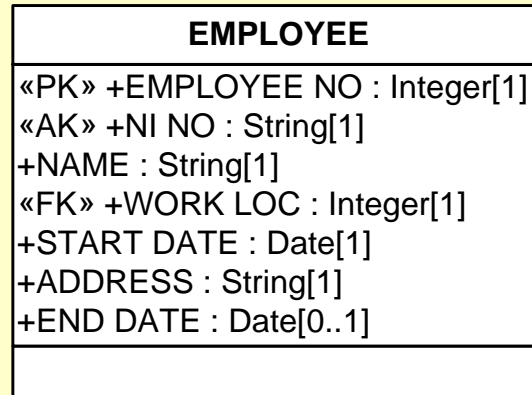 EMPLOYEE
«PK» +EMPLOYEE NO : Integer[1]
«AK» +NI NO : String[1]
+NAME : String[1]
«FK» +WORK LOC : Integer[1]
+START DATE : Date[1]
+ADDRESS : String[1]
+END DATE : Date[0..1]